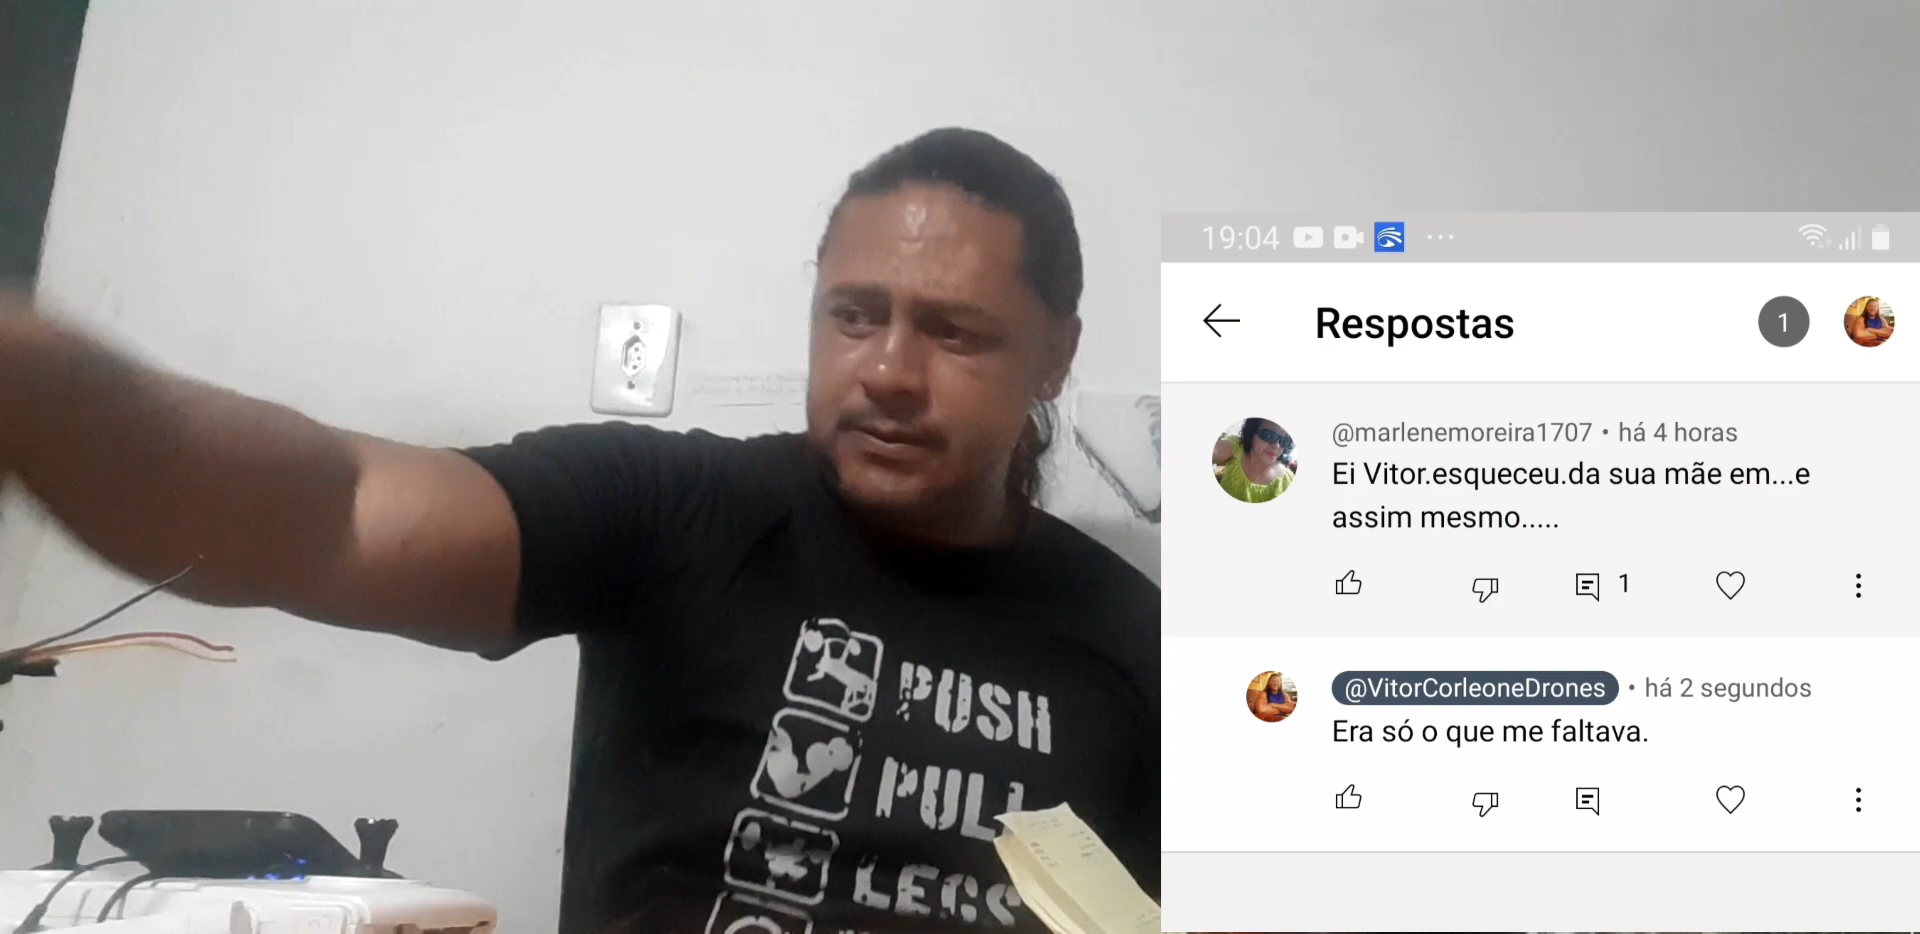 PUSH
PULL
LEGS
19:04
Respostas
1
@marlenemoreira1707 • há 4 horas
Ei Vitor.esqueceu.da sua mãe em...e
assim mesmo.....
1
@VitorCorleoneDrones • há 2 segundos
Era só o que me faltava.